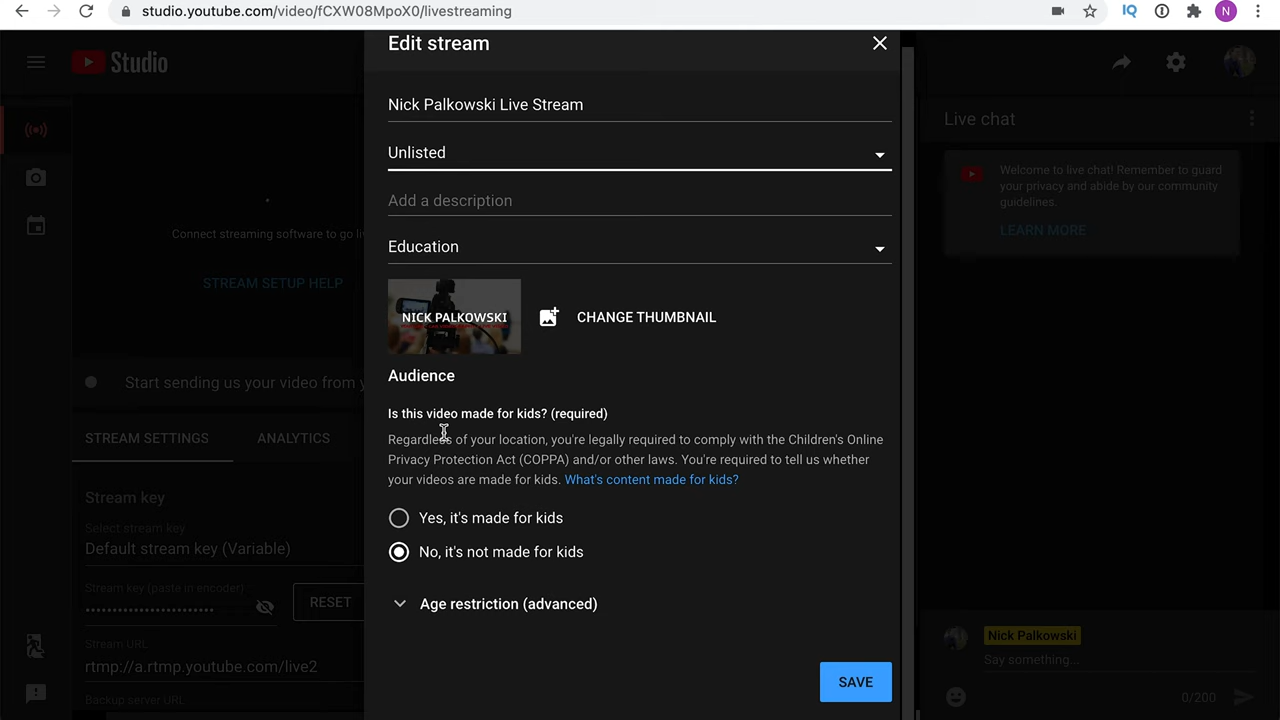 studio.youtube.com/video/fCXW08MpoX0/livestreaming
N
Studio
Connect streaming software to go li
STREAM SETUP HELP
Start sending us your video from y
STREAM SETTINGS
ANALYTICS
Stream key
Select stream key
Default stream key (Variable)
Stream key (paste in encoder)
••••••••••••••••••••••••
RESET
Stream URL
rtmp://a.rtmp.youtube.com/live2
Backup server URL
Edit stream
Nick Palkowski Live Stream
Unlisted
Add a description
Education
NICK PALKOWSKI
CHANGE THUMBNAIL
Audience
Is this video made for kids? (required)
Regardless of your location, you're legally required to comply with the Children's Online
Privacy Protection Act (COPPA) and/or other laws. You're required to tell us whether
your videos are made for kids. What's content made for kids?
Yes, it's made for kids
No, it's not made for kids
Age restriction (advanced)
SAVE
Live chat
Welcome to live chat! Remember to guard
your privacy and abide by our community
guidelines.
LEARN MORE
Nick Palkowski
Say something...
0/200